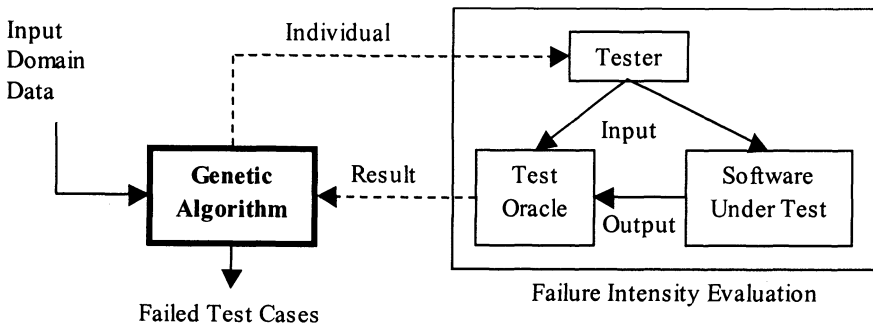 Input
Domain
Data
Individual
Tester
Input
Genetic
Algorithm
Result
Test
Oracle
Output
Software
Under Test
Failed Test Cases
Failure Intensity Evaluation